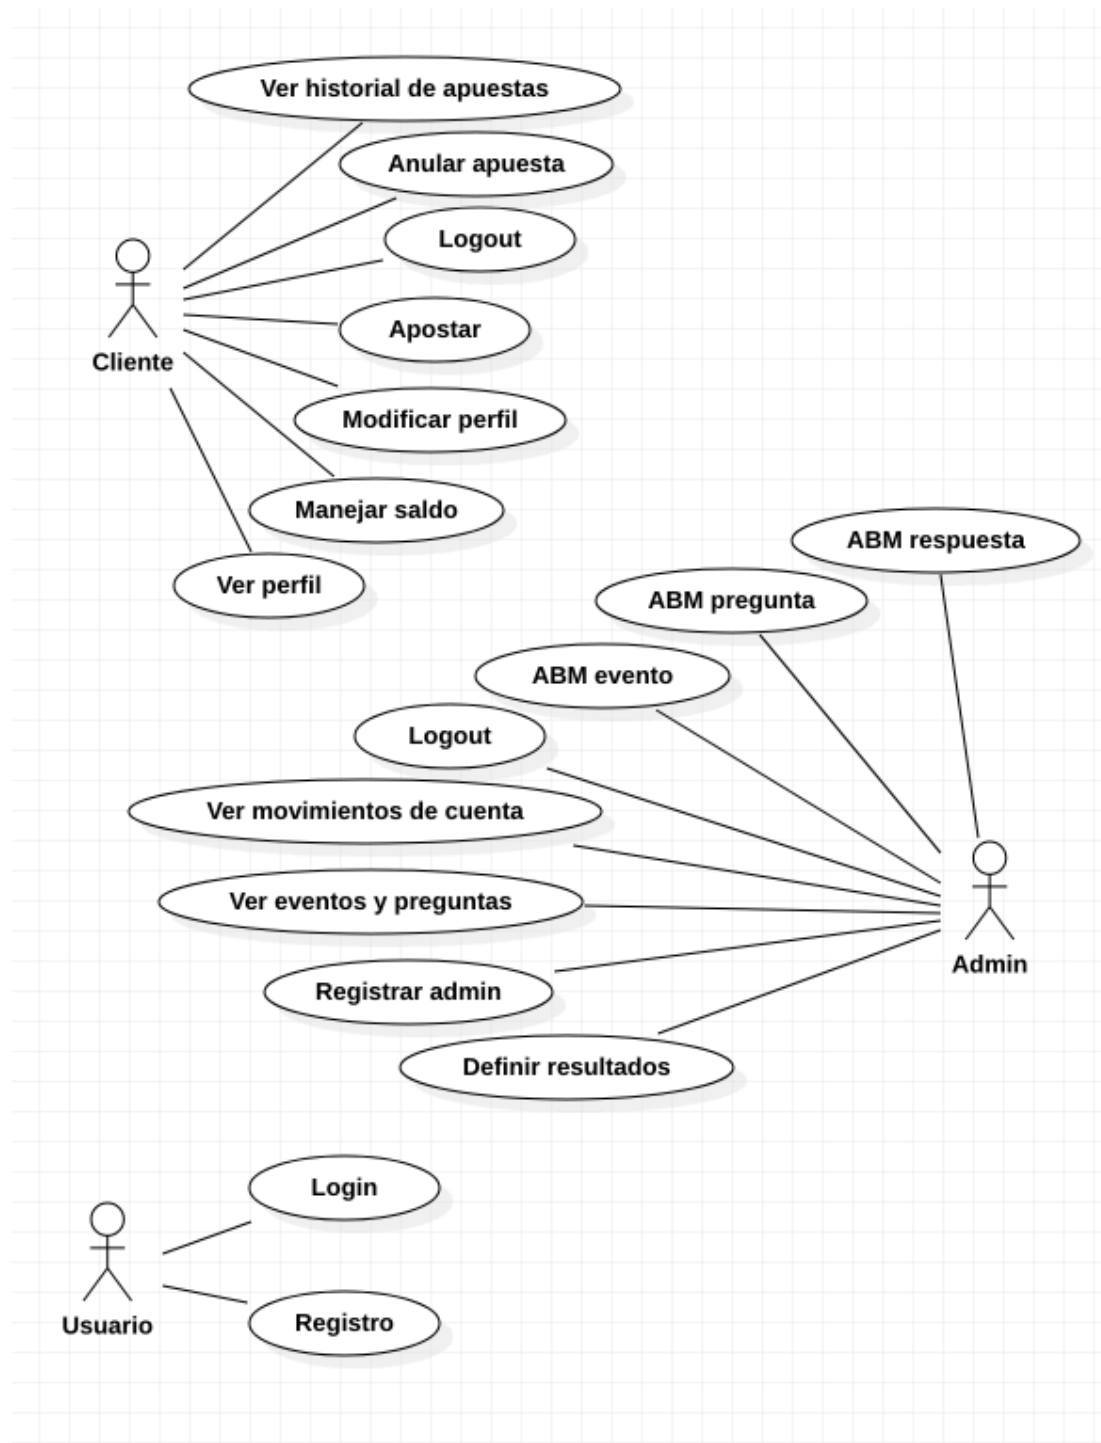 Ver historial de apuestas
Anular apuesta
Logout
Apostar
Cliente
Modificar perfil
Manejar saldo
ABM respuesta
Ver perfil
ABM pregunta
ABM evento
Logout
Ver movimientos de cuenta
Ver eventos y preguntas
Admin
Registrar admin
Definir resultados
Login
Usuario
Registro